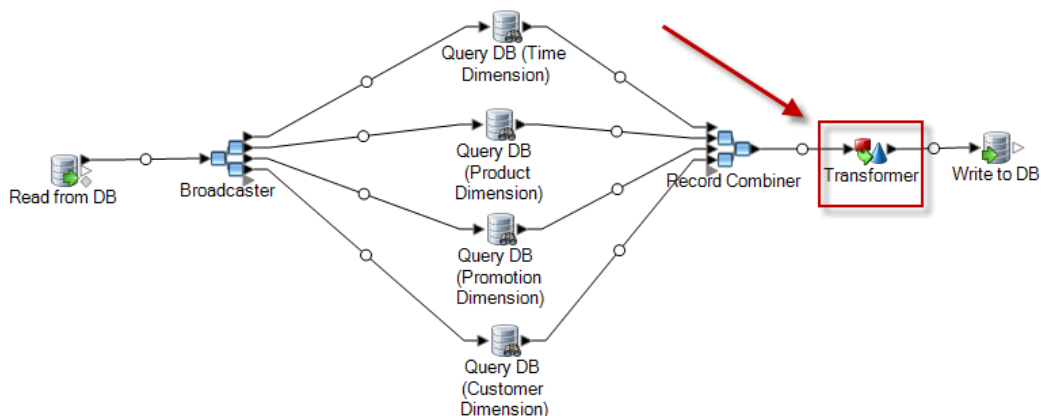 Query DB (Time
Dimension)
Read from DB
Broadcaster
Query DB
(Product
Dimension)
Record Combiner
Transformer
Write to DB
Query DB
(Promotion
Dimension)
Query DB
(Customer
Dimension)